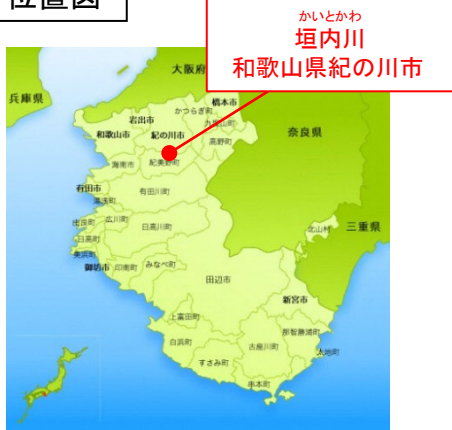 位置図
かいとかわ
垣内川
和歌山県紀の川市
大阪府
兵庫県
橋本市
かつらぎ町
岩出市
九度山町
和歌山市
紀の川市
奈良県
高野町
海南市
紀美野町
有田市
有田川町
湯浅町
広川町
由良町
日高川町
北山村
三重県
日高町
美浜町
御坊市
印南町
みなべ町
田辺市
新宮市
上富田町
那智勝浦町
白浜町
古座川町
太地町
すさみ町
串本町